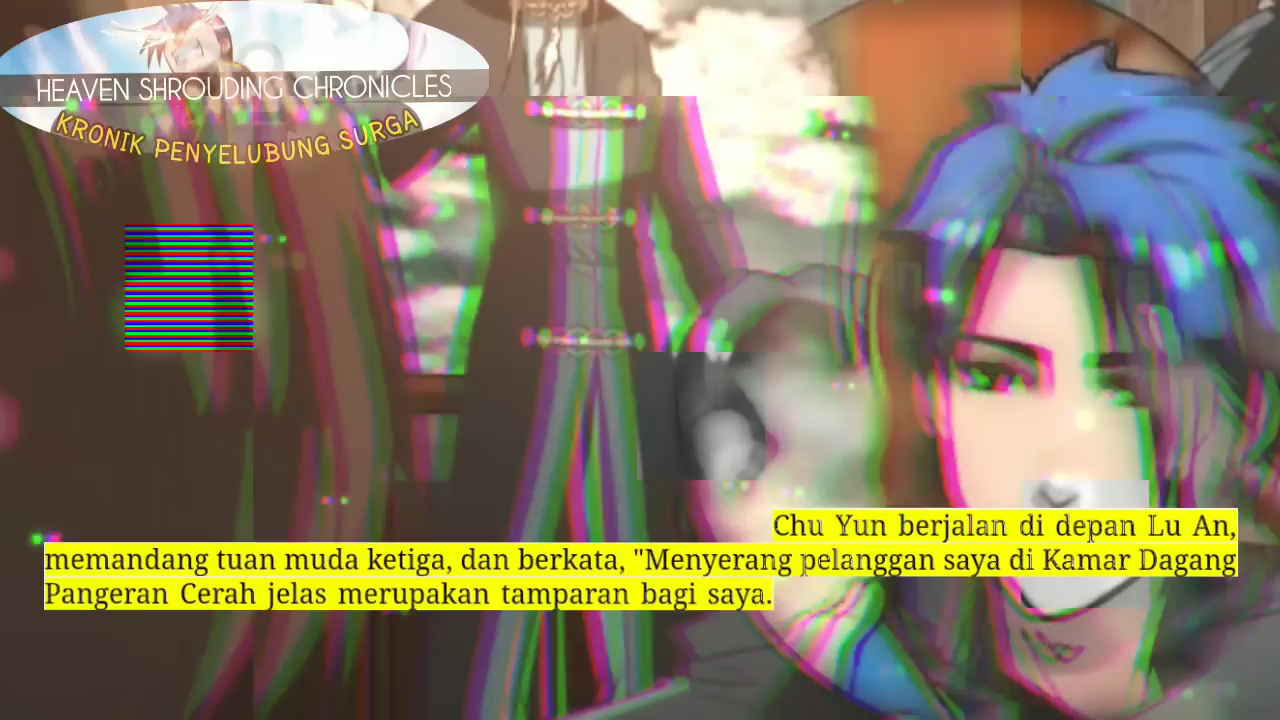 HEAVEN SHROUDING CHRONICLES
KRONIK PENYELUBUNG SURGA
Chu Yun berjalan di depan Lu An,
memandang tuan muda ketiga, dan berkata, "Menyerang pelanggan saya di Kamar Dagang
Pangeran Cerah jelas merupakan tamparan bagi saya.